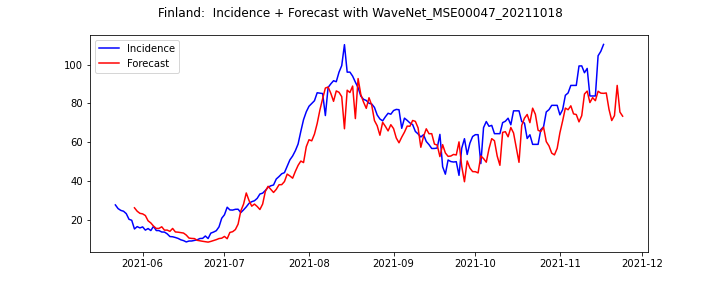 Finland:  Incidence + Forecast with WaveNet_MSE00047_20211018
Incidence
Forecast
100
80
60
40
20
2021-06 2021-07 2021-08 2021-09 2021-10 2021-11 2021-12